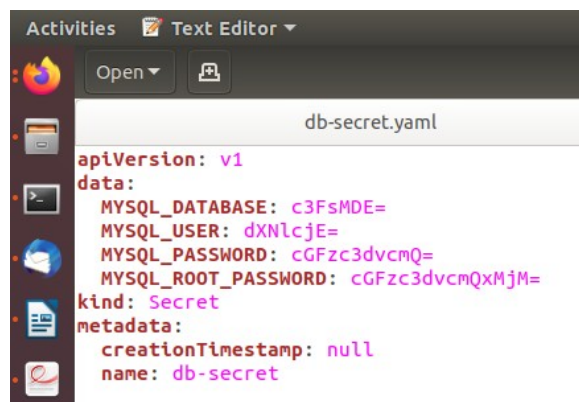 Activities Text Editor
Open
db-secret.yaml
apiVersion: v1
data:
  MYSQL_DATABASE: c3FsMDE=
  MYSQL_USER: dXNlcjE=
  MYSQL_PASSWORD: cGFzc3dvcmQ=
  MYSQL_ROOT_PASSWORD: cGFzc3dvcmQxMjM=
kind: Secret
metadata:
  creationTimestamp: null
  name: db-secret